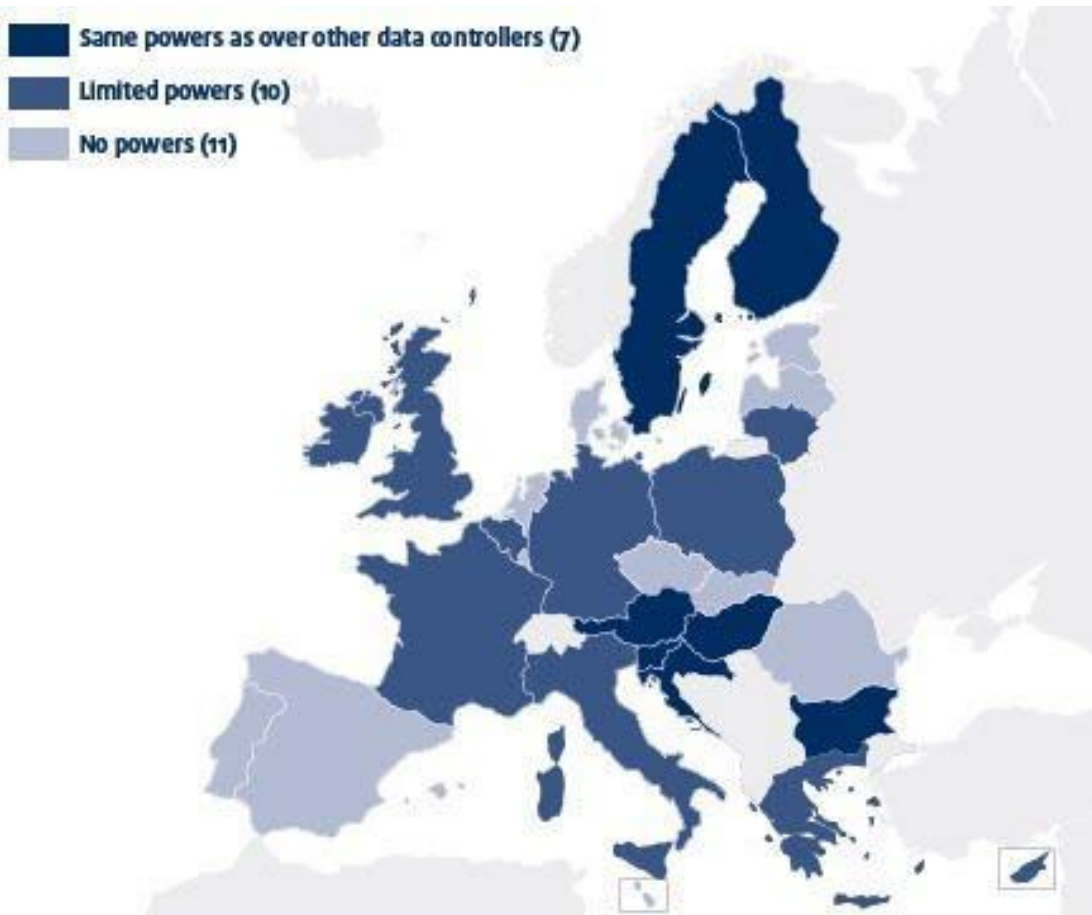 Same powers as over other data controllers (7)
Limited powers (10)
No powers (11)